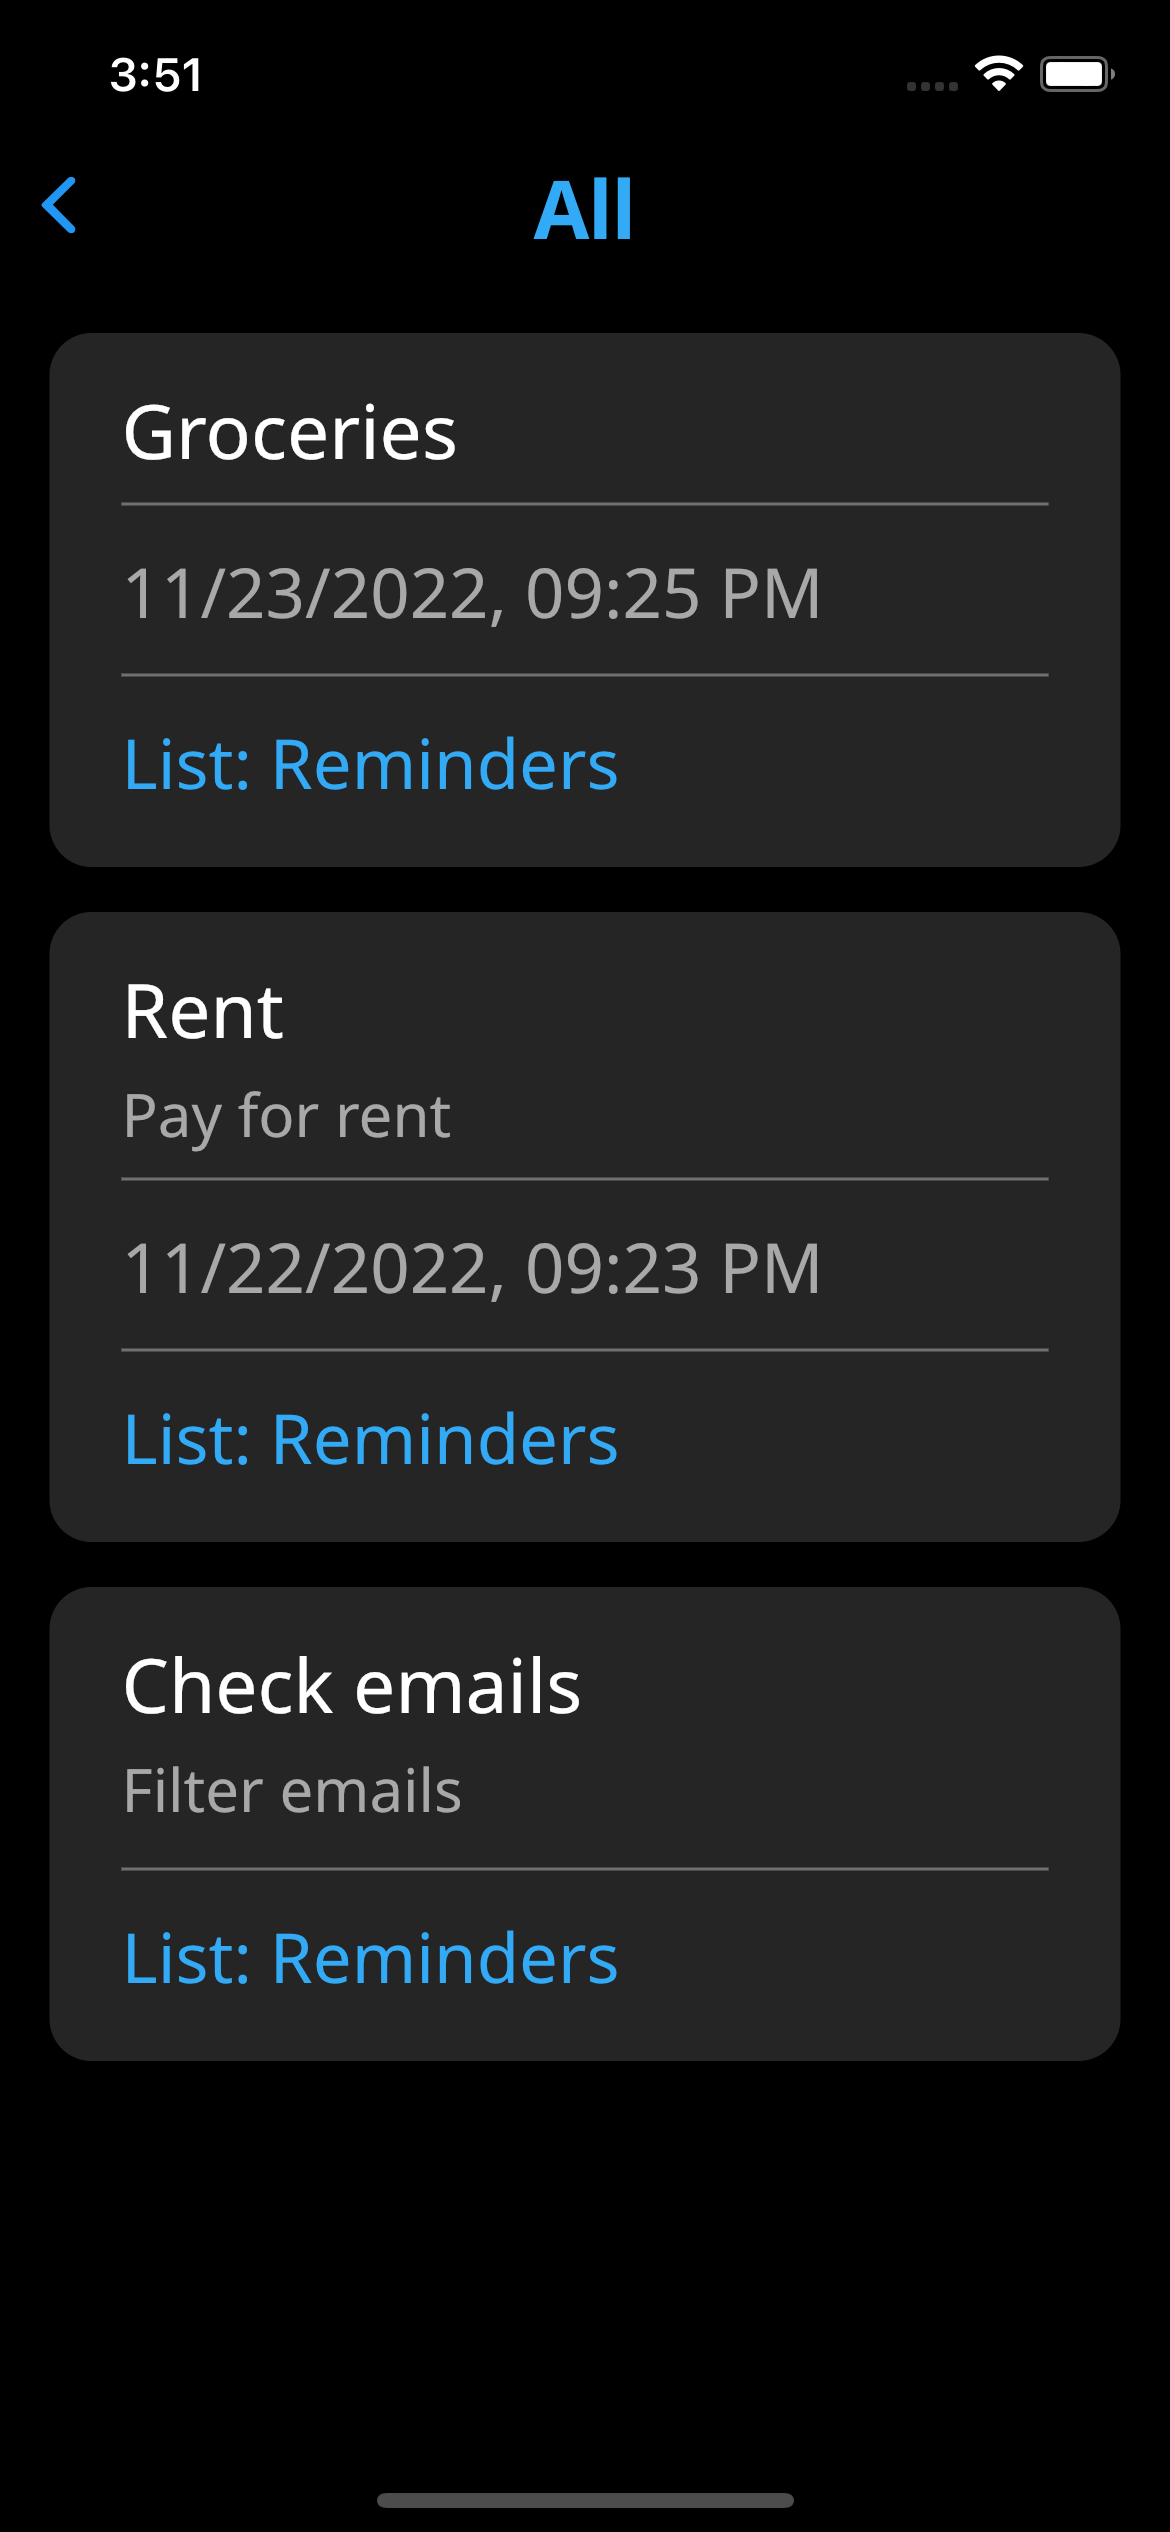 3:51
All
Groceries
11/23/2022, 09:25 PM
List: Reminders
Rent
Pay for rent
11/22/2022, 09:23 PM
List: Reminders
Check emails
Filter emails
List: Reminders